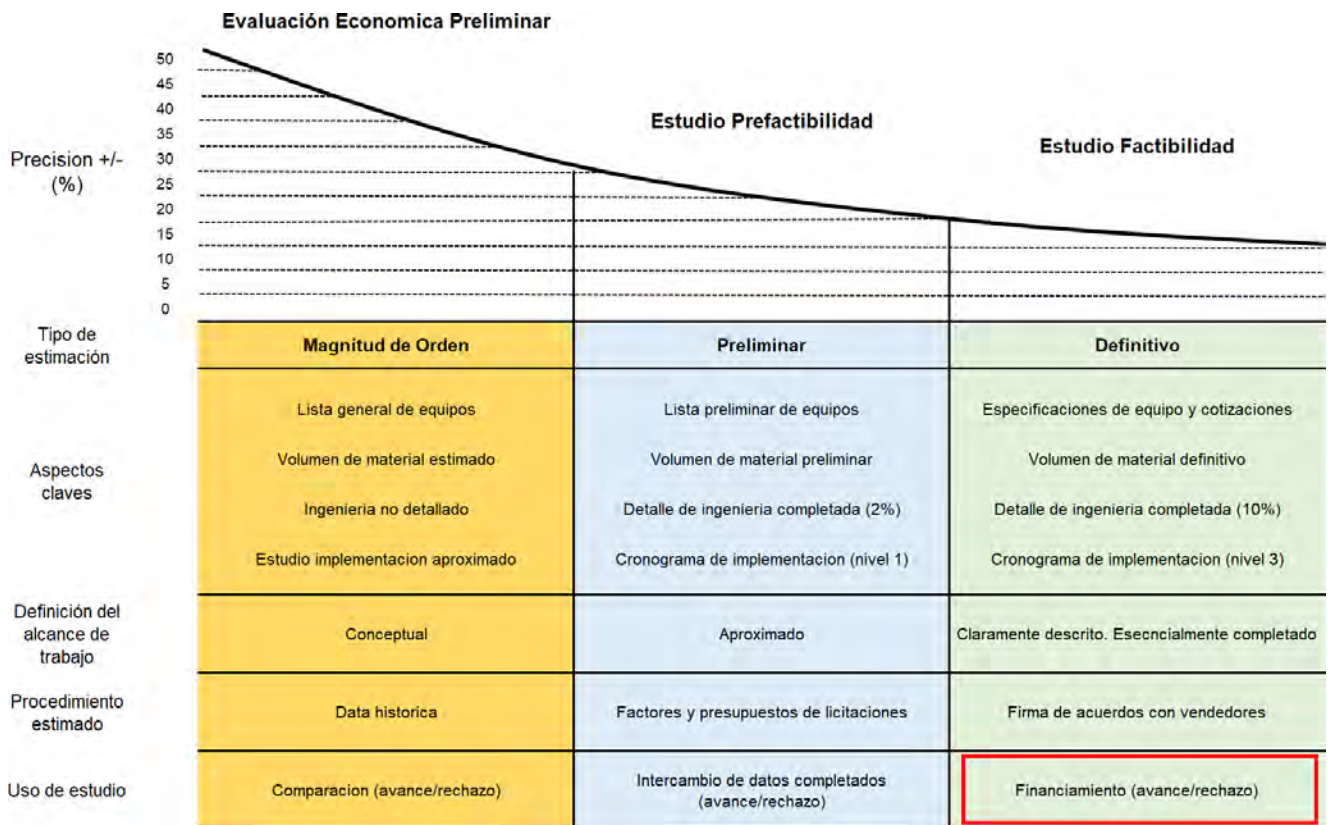 Evaluación Economica Preliminar
Estudio Prefactibilidad
Estudio Factibilidad
Precision +/-
(%)
50
45
40
35
30
25
20
15
10
5
0
Tipo de
estimación
Magnitud de Orden
Preliminar
Definitivo
Aspectos
claves
Lista general de equipos
Lista preliminar de equipos
Especificaciones de equipo y cotizaciones
Volumen de material estimado
Volumen de material preliminar
Volumen de material definitivo
Ingenieria no detallado
Detalle de ingenieria completada (2%)
Detalle de ingenieria completada (10%)
Estudio implementacion aproximado
Cronograma de implementacion (nivel 1)
Cronograma de implementacion (nivel 3)
Definición del
alcance de
trabajo
Conceptual
Aproximado
Claramente descrito. Esecncialmente completado
Procedimiento
estimado
Data historica
Factores y presupuestos de licitaciones
Firma de acuerdos con vendedores
Uso de estudio
Comparacion (avance/rechazo)
Intercambio de datos completados
(avance/rechazo)
Financiamiento (avance/rechazo)